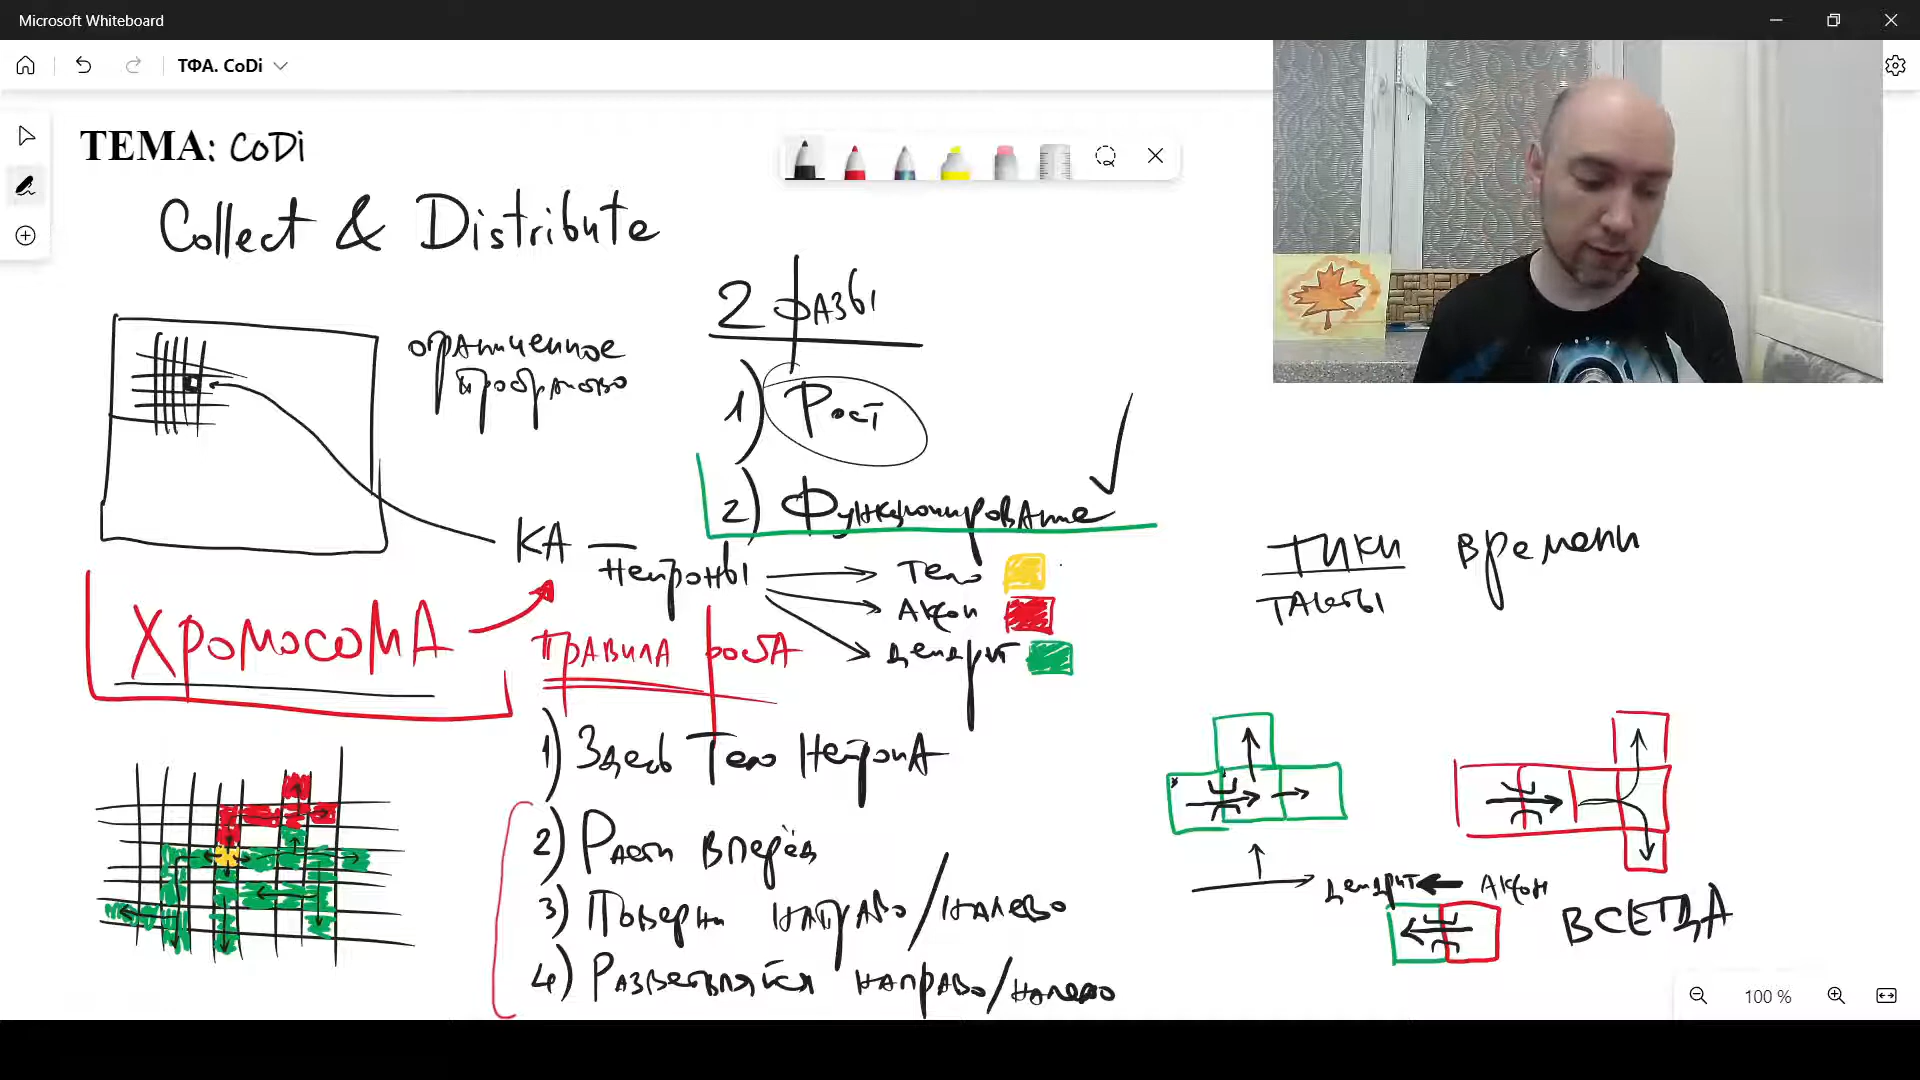 Microsoft Whiteboard
ТФА. CoDi
ТЕМА: CoDi
Collect & Distribute
2 фазы
ограниченное
пространство
1) Рост
2) Функционирование
КА — Нейроны
Тело
Аксон
Дендрит
Тики времени
Такты
Хромосома
Правила роста
1) Здесь Тело Нейрона
2) Расти вперёд
3) Поверни направо/налево
4) Разветвляйся направо/налево
Дендрит
Аксон
ВСЕГДА
100 %